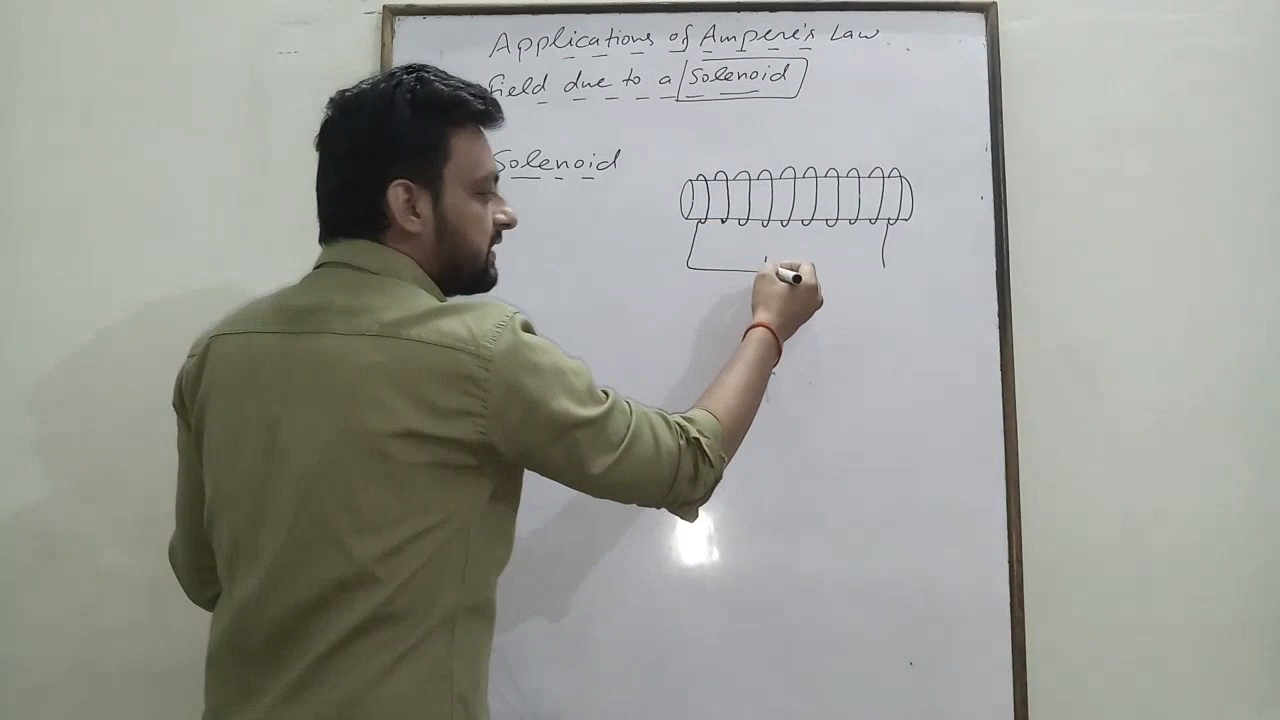 Applications of Ampere's Law
field due to a Solenoid
Solenoid